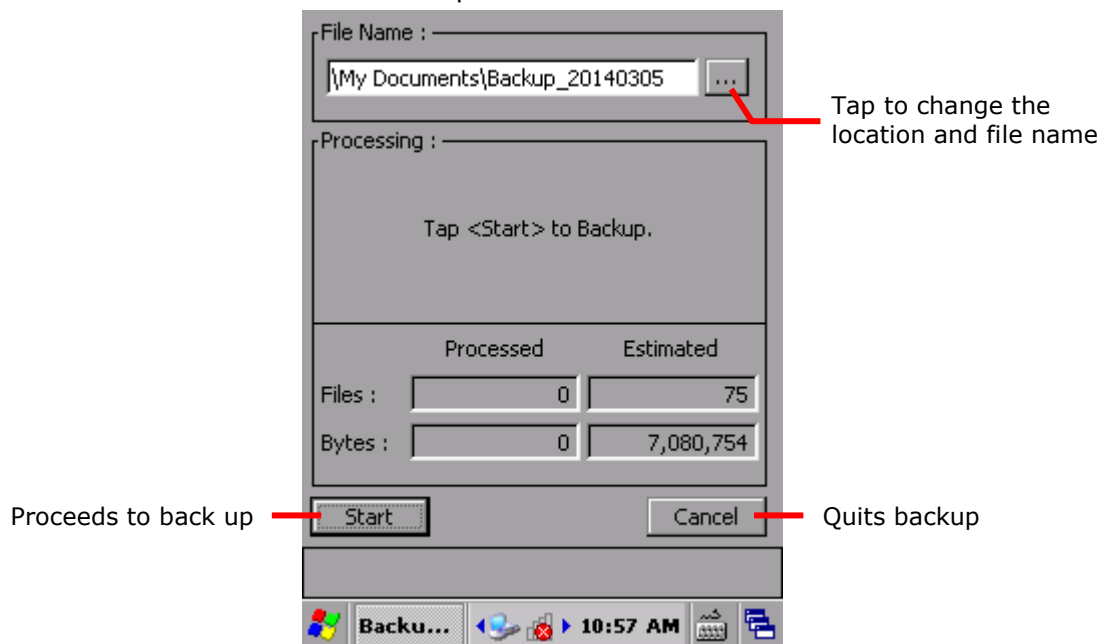 File Name :
\My Documents\Backup_20140305
...
Tap to change the
location and file name
Processing :
Tap <Start> to Backup.
Processed Estimated
Files : 0 75
Bytes : 0 7,080,754
Proceeds to back up Start Cancel Quits backup
Backu... 10:57 AM